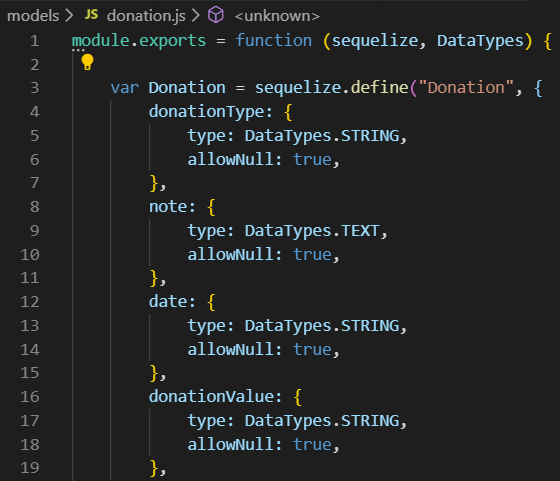 models > JS donation.js > <unknown>
1 module.exports = function (sequelize, DataTypes) {
2
3     var Donation = sequelize.define("Donation", {
4         donationType: {
5             type: DataTypes.STRING,
6             allowNull: true,
7         },
8         note: {
9             type: DataTypes.TEXT,
10             allowNull: true,
11         },
12         date: {
13             type: DataTypes.STRING,
14             allowNull: true,
15         },
16         donationValue: {
17             type: DataTypes.STRING,
18             allowNull: true,
19         },